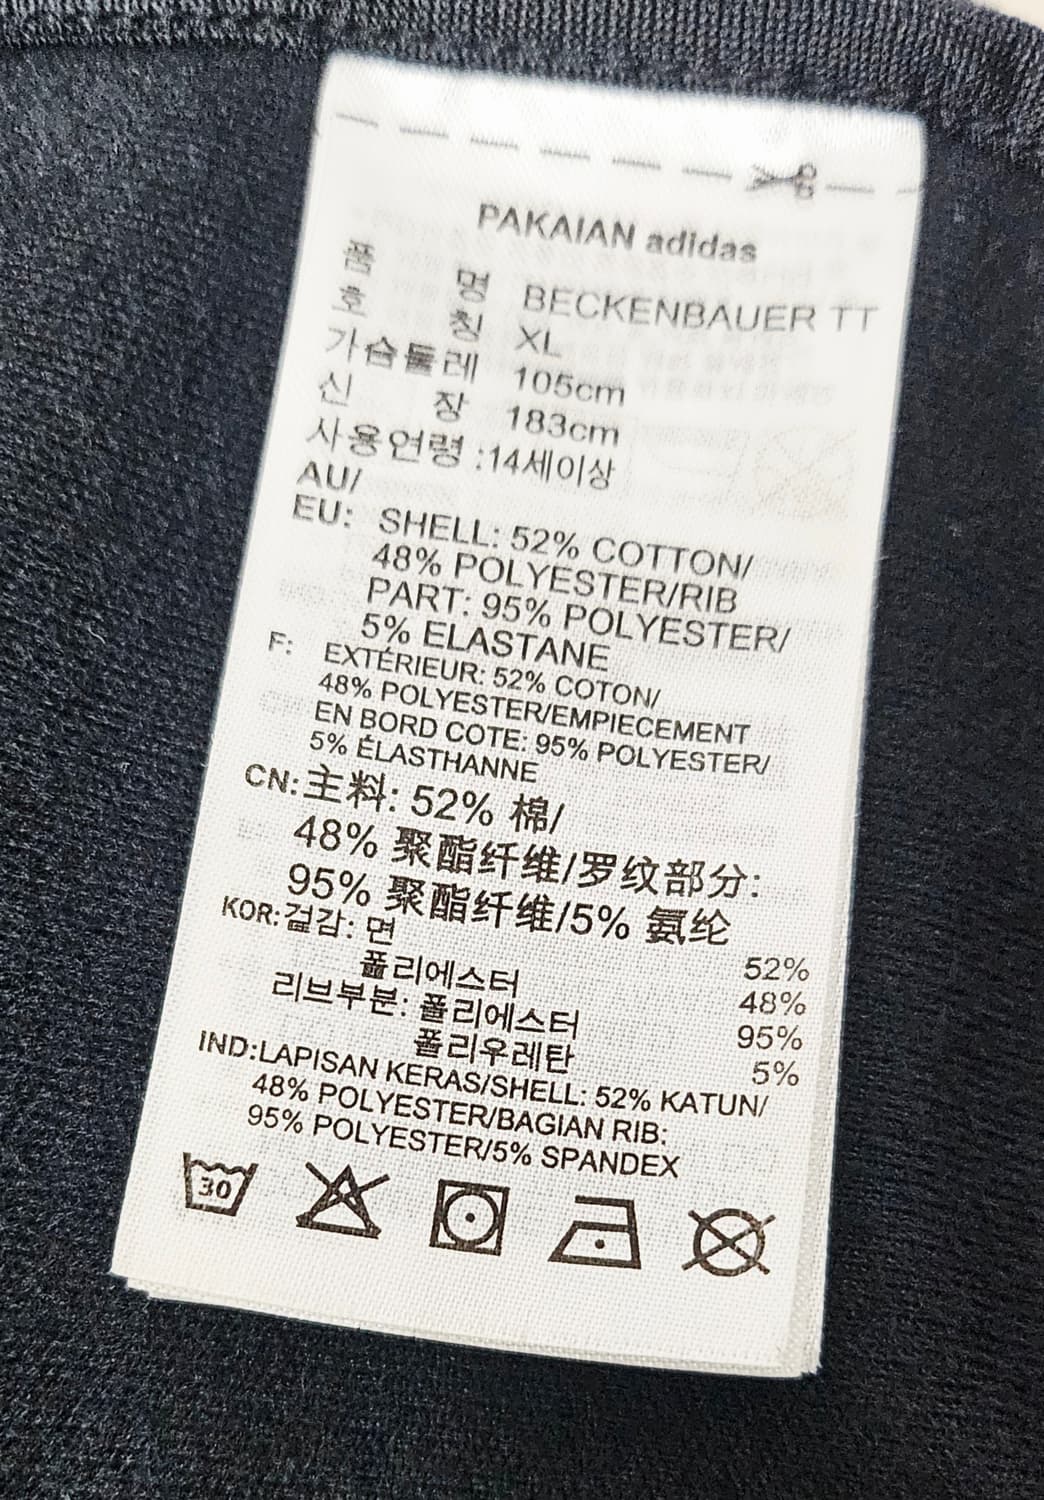 PAKAIAN adidas
품 명 BECKENBAUER TT
호 칭 XL
가슴둘레 105cm
신 장 183cm
사용연령 :14세이상
AU/
EU: SHELL: 52% COTTON/
48% POLYESTER/RIB
PART: 95% POLYESTER/
5% ELASTANE
F: EXTÉRIEUR: 52% COTON/
48% POLYESTER/EMPIECEMENT
EN BORD COTE: 95% POLYESTER/
5% ÉLASTHANNE
CN:主料: 52% 棉/
48% 聚酯纤维/罗纹部分:
95% 聚酯纤维/5% 氨纶
KOR:겉감: 면 52%
폴리에스터 48%
리브부분: 폴리에스터 95%
폴리우레탄 5%
IND:LAPISAN KERAS/SHELL: 52% KATUN/
48% POLYESTER/BAGIAN RIB:
95% POLYESTER/5% SPANDEX
30